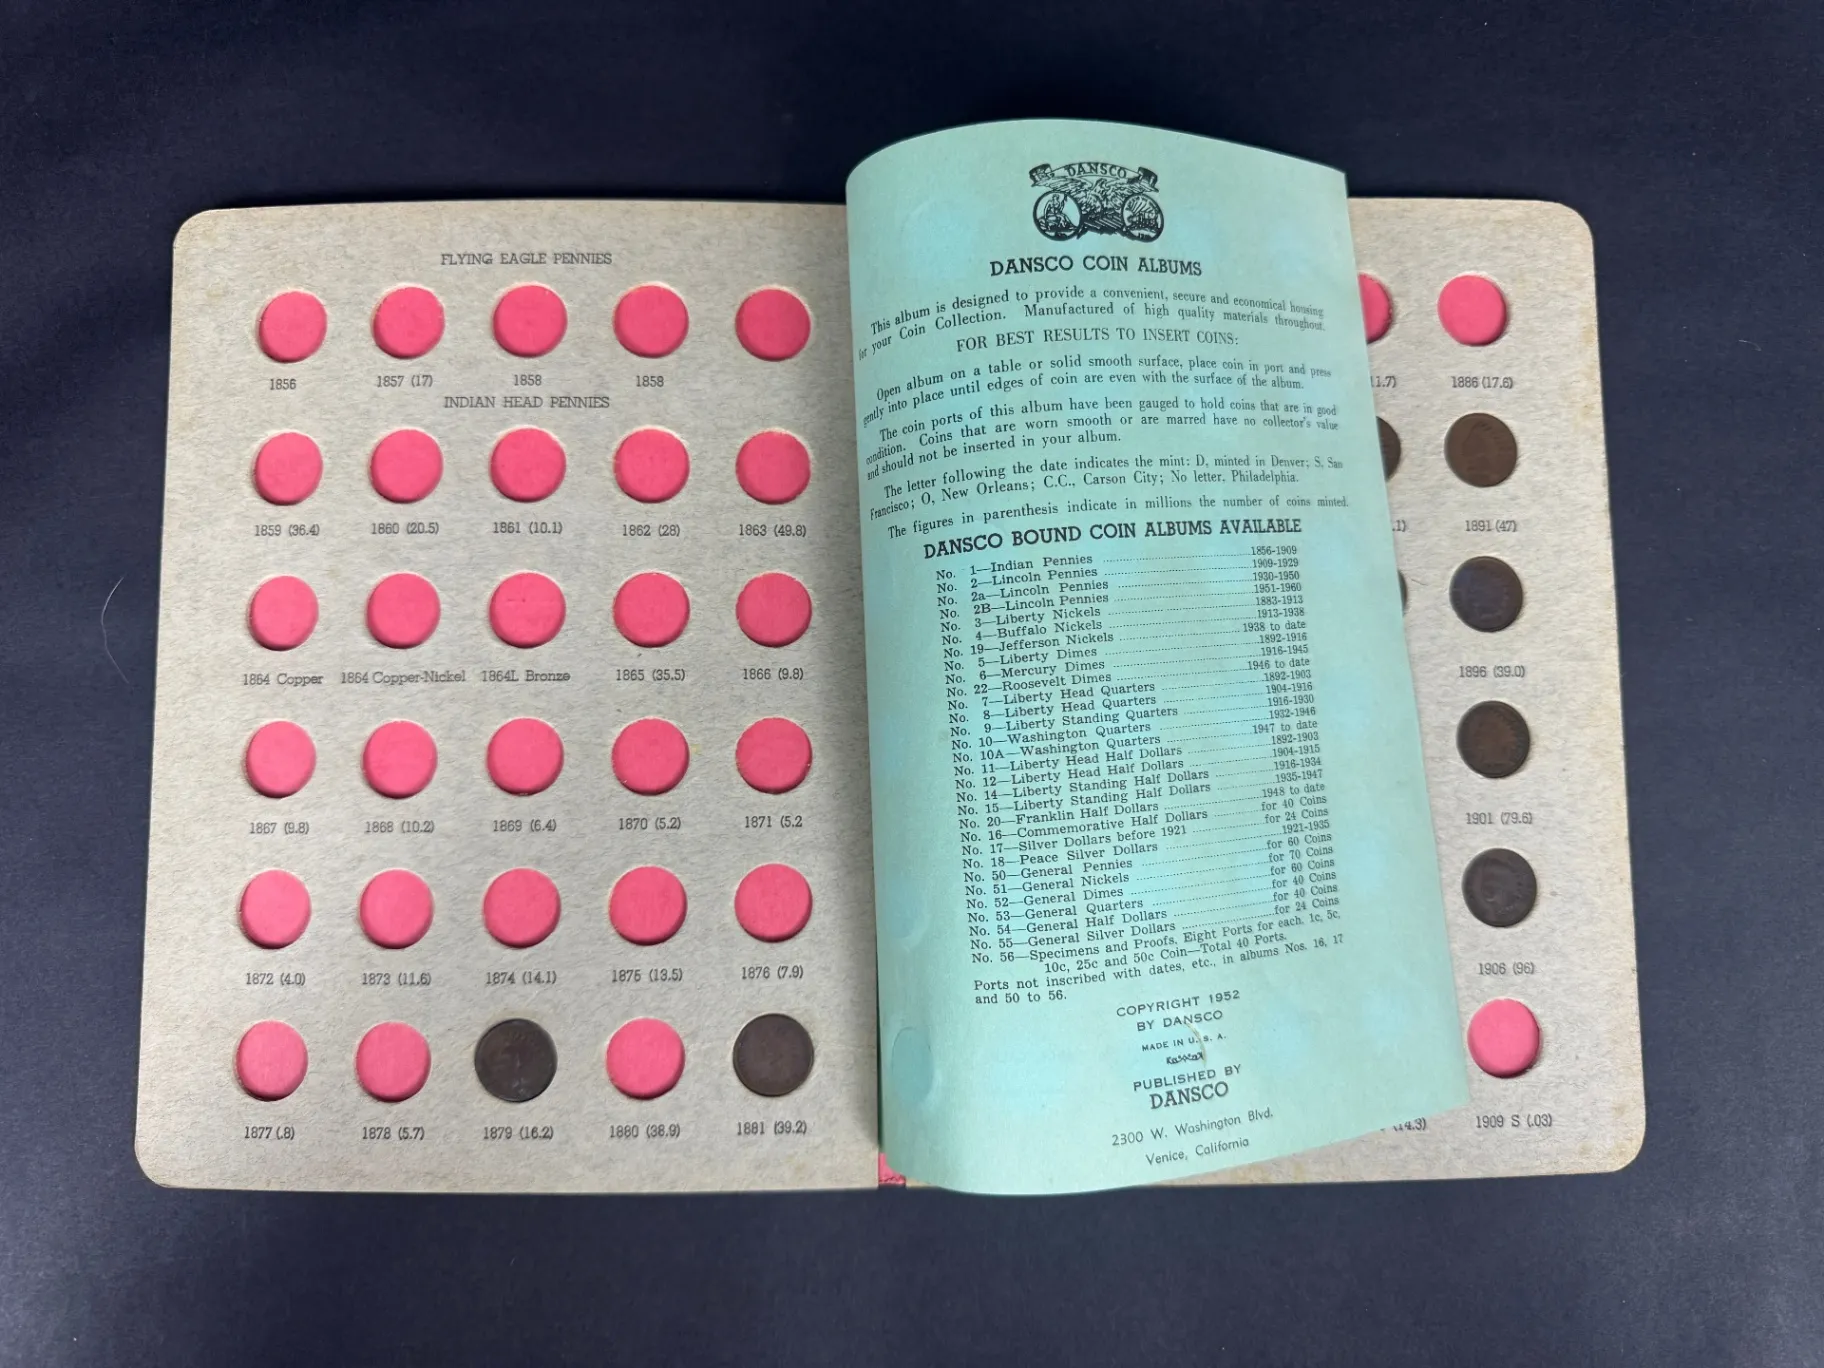 FLYING EAGLE PENNIES
1856 1857 (17) 1858 1858
INDIAN HEAD PENNIES
1859 (36.4) 1860 (20.5) 1861 (10.1) 1862 (28) 1863 (49.8)
1864 Copper 1864 Copper-Nickel 1864L Bronze 1865 (35.5) 1866 (9.8)
1867 (9.8) 1868 (10.2) 1869 (6.4) 1870 (5.2) 1871 (5.2
1872 (4.0) 1873 (11.6) 1874 (14.1) 1875 (13.5) 1876 (7.9)
1877 (.8) 1878 (5.7) 1879 (16.2) 1880 (38.9) 1881 (39.2)
DANSCO
DANSCO COIN ALBUMS
This album is designed to provide a convenient, secure and economical housing
for your Coin Collection. Manufactured of high quality materials throughout.
FOR BEST RESULTS TO INSERT COINS:
Open album on a table or solid smooth surface, place coin in port and press
gently into place until edges of coin are even with the surface of the album.
The coin ports of this album have been gauged to hold coins that are in good
condition. Coins that are worn smooth or are marred have no collector's value
and should not be inserted in your album.
The letter following the date indicates the mint: D, minted in Denver; S. San
Francisco; O, New Orleans; C.C., Carson City; No letter. Philadelphia.
The figures in parenthesis indicate in millions the number of coins minted.
DANSCO BOUND COIN ALBUMS AVAILABLE
No. 1—Indian Pennies ........ 1856-1909
No. 2—Lincoln Pennies ........ 1909-1929
No. 2a—Lincoln Pennies ........ 1930-1950
No. 2B—Lincoln Pennies ........ 1951-1960
No. 3—Liberty Nickels ........ 1883-1913
No. 4—Buffalo Nickels ........ 1913-1938
No. 19—Jefferson Nickels ........ 1938 to date
No. 5—Liberty Dimes ........ 1892-1916
No. 6—Mercury Dimes ........ 1916-1945
No. 22—Roosevelt Dimes ........ 1946 to date
No. 7—Liberty Head Quarters ........ 1892-1903
No. 8—Liberty Head Quarters ........ 1904-1916
No. 9—Liberty Standing Quarters ........ 1916-1930
No. 10—Washington Quarters ........ 1932-1946
No. 10A—Washington Quarters ........ 1947 to date
No. 11—Liberty Head Half Dollars ........ 1892-1903
No. 12—Liberty Head Half Dollars ........ 1904-1915
No. 14—Liberty Standing Half Dollars ........ 1916-1934
No. 15—Liberty Standing Half Dollars ........ 1935-1947
No. 20—Franklin Half Dollars ........ 1948 to date
No. 16—Commemorative Half Dollars ........ for 40 Coins
No. 17—Silver Dollars before 1921 ........ for 24 Coins
No. 18—Peace Silver Dollars ........ 1921-1935
No. 50—General Pennies ........ for 60 Coins
No. 51—General Nickels ........ for 70 Coins
No. 52—General Dimes ........ for 60 Coins
No. 53—General Quarters ........ for 40 Coins
No. 54—General Half Dollars ........ for 40 Coins
No. 55—General Silver Dollars ........ for 24 Coins
No. 56—Specimens and Proofs, Eight Ports for each. 1c, 5c,
10c, 25c and 50c Coin—Total 40 Ports.
Ports not inscribed with dates, etc., in albums Nos. 16, 17
and 50 to 56.
COPYRIGHT 1952
BY DANSCO
MADE IN U. S. A.
PUBLISHED BY
DANSCO
2300 W. Washington Blvd.
Venice, California
1.7) 1886 (17.6)
.1) 1891 (47)
1896 (39.0)
1901 (79.6)
1906 (96)
14.3) 1909 S (.03)